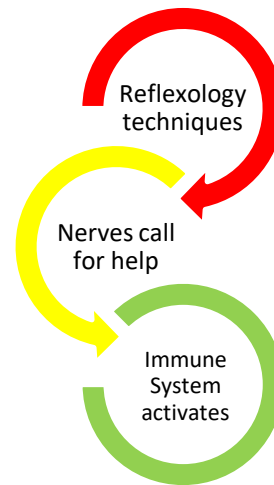 Reflexology
techniques
Nerves call
for help
Immune
System
activates